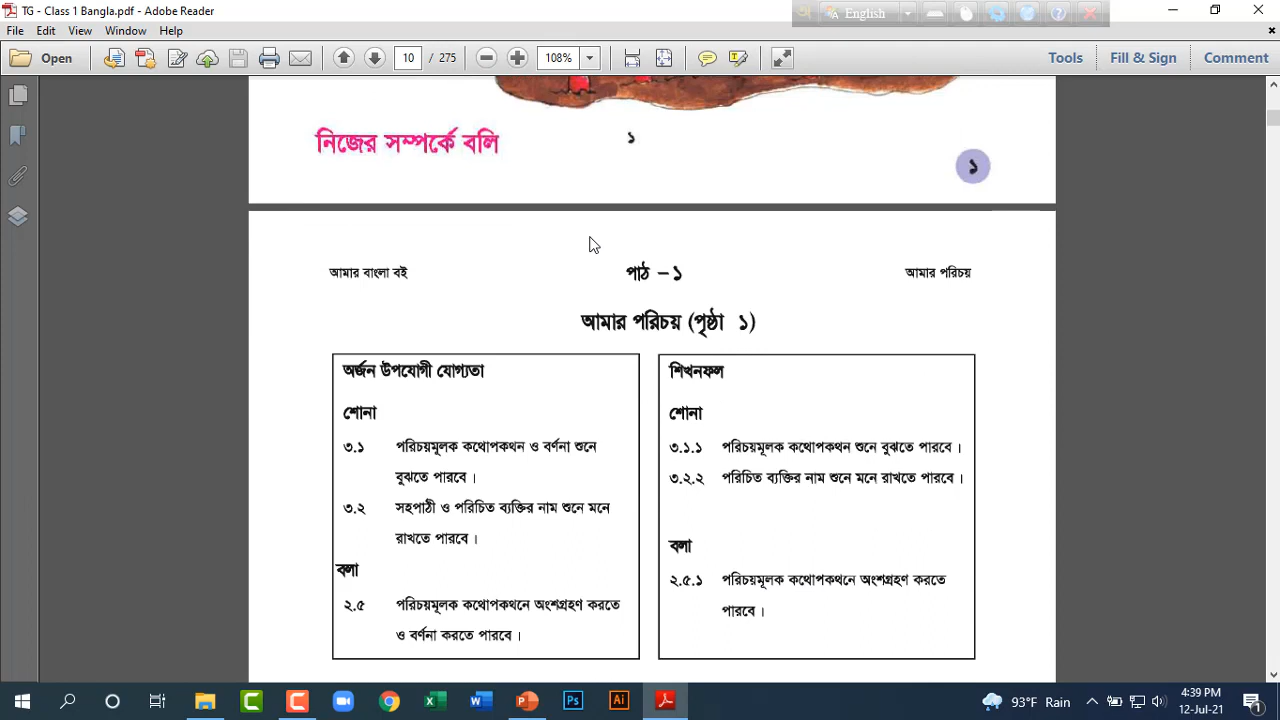 TG - Class 1 Bangla.pdf - Adobe Reader
English
File Edit View Window Help
Open
10 / 275
108%
Tools Fill & Sign Comment
নিজের সম্পর্কে বলি
১
১
আমার বাংলা বই
পাঠ – ১
আমার পরিচয়
আমার পরিচয় (পৃষ্ঠা ১)
অর্জন উপযোগী যোগ্যতা
শোনা
৩.১ পরিচয়মূলক কথোপকথন ও বর্ণনা শুনে
বুঝতে পারবে।
৩.২ সহপাঠী ও পরিচিত ব্যক্তির নাম শুনে মনে
রাখতে পারবে।
বলা
২.৫ পরিচয়মূলক কথোপকথনে অংশগ্রহণ করতে
ও বর্ণনা করতে পারবে।
শিখনফল
শোনা
৩.১.১ পরিচয়মূলক কথোপকথন শুনে বুঝতে পারবে।
৩.২.২ পরিচিত ব্যক্তির নাম শুনে মনে রাখতে পারবে।
বলা
২.৫.১ পরিচয়মূলক কথোপকথনে অংশগ্রহণ করতে
পারবে।
93°F Rain
4:39 PM
12-Jul-21
1